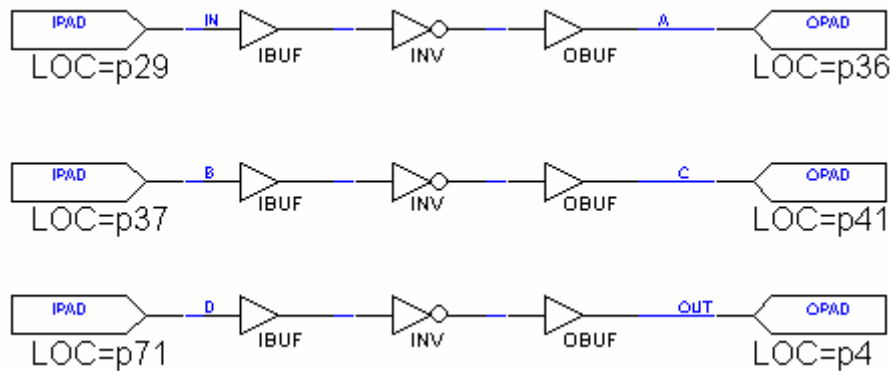 IPAD IN A OPAD
IBUF INV OBUF
LOC=p29 LOC=p36
IPAD B C OPAD
IBUF INV OBUF
LOC=p37 LOC=p41
IPAD D OUT OPAD
IBUF INV OBUF
LOC=p71 LOC=p4